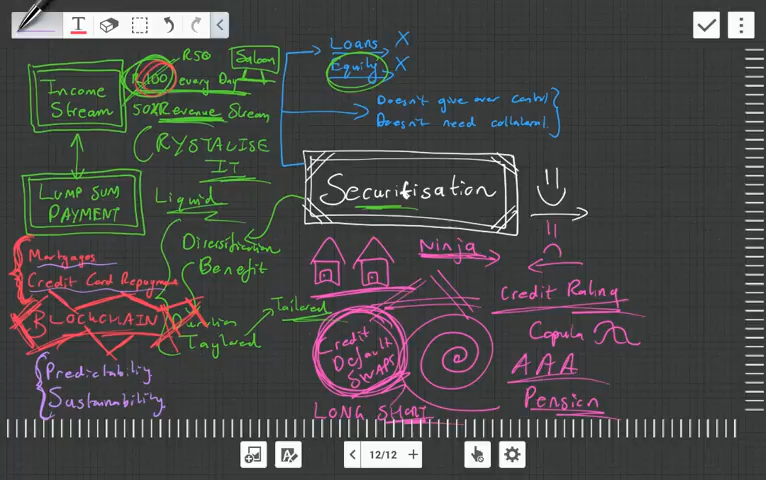 T
Loans X
Equity X
Doesn't give over control
Doesn't need collateral
R50
Saloon
R100 every Day
Income
Stream
Revenue Stream
CRYSTALISE
IT
LUMP SUM
PAYMENT
Liquid
Securitisation
Diversification
Benefit
Mortgages
Credit Card Repayments
BLOCKCHAIN
Duration
Taylored
Tailored
Predictability
Sustainability
Ninja
Credit Rating
Copula
AAA
Pension
Credit
Default
SWAPS
LONG SHORT
12/12